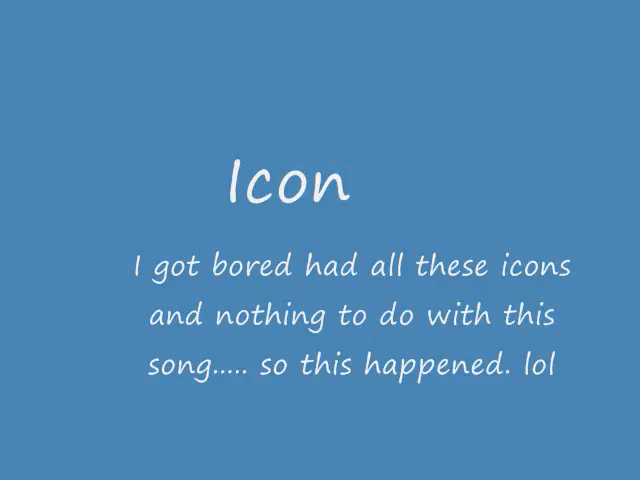 Icon
I got bored had all these icons
and nothing to do with this
song..... so this happened. lol